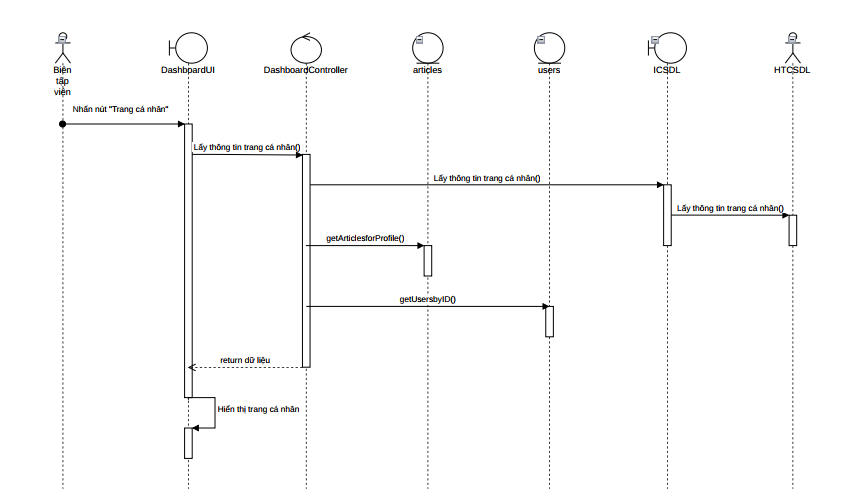 Biên
tập
viên
DashboardUI
DashboardController
articles
users
ICSDL
HTCSDL
Nhấn nút "Trang cá nhân"
Lấy thông tin trang cá nhân()
Lấy thông tin trang cá nhân()
Lấy thông tin trang cá nhân()
getArticlesforProfile()
getUsersbyID()
return dữ liệu
Hiển thị trang cá nhân